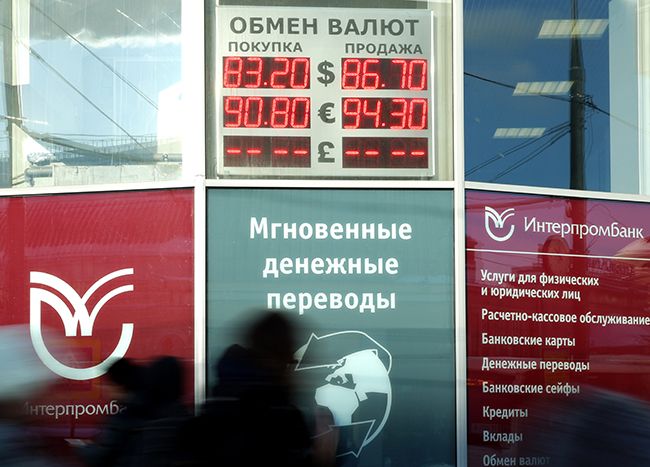 ОБМЕН ВАЛЮТ
ПОКУПКА ПРОДАЖА
83.20 $ 86.70
90.80 € 94.30
---- £ ----
Мгновенные
денежные
переводы
Интерпромбанк
Услуги для физических
и юридических лиц
Расчетно-кассовое обслуживание
Банковские карты
Денежные переводы
Банковские сейфы
Кредиты
Вклады
Обмен валют